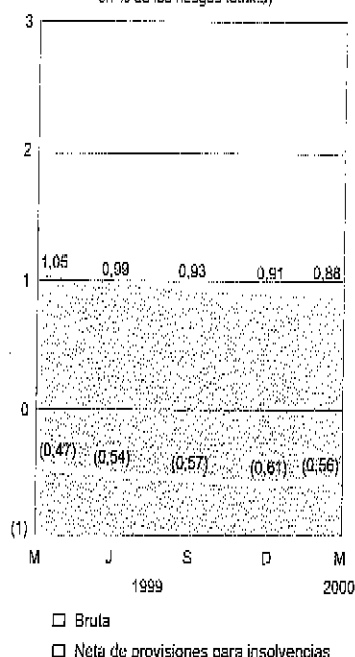 en % de los riesgos totales)
3
2
1,05 0,99 0,93 0,91 0,88
1
0
(0,47) (0,54) (0,57) (0,61) (0,56)
(1)
M J S D M
1999 2000
Bruta
Neta de provisiones para insolvencias